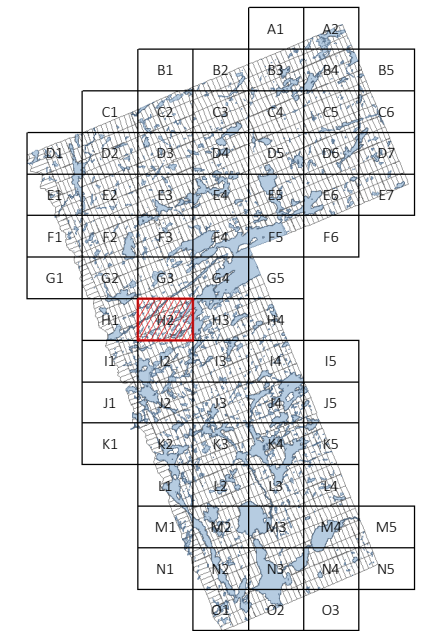 A1 A2
B1 B2 B3 B4 B5
C1 C2 C3 C4 C5 C6
D1 D2 D3 D4 D5 D6 D7
E1 E2 E3 E4 E5 E6 E7
F1 F2 F3 F4 F5 F6
G1 G2 G3 G4 G5
H1 H2 H3 H4
I1 I2 I3 I4 I5
J1 J2 J3 J4 J5
K1 K2 K3 K4 K5
L1 L2 L3 L4
M1 M2 M3 M4 M5
N1 N2 N3 N4 N5
O1 O2 O3